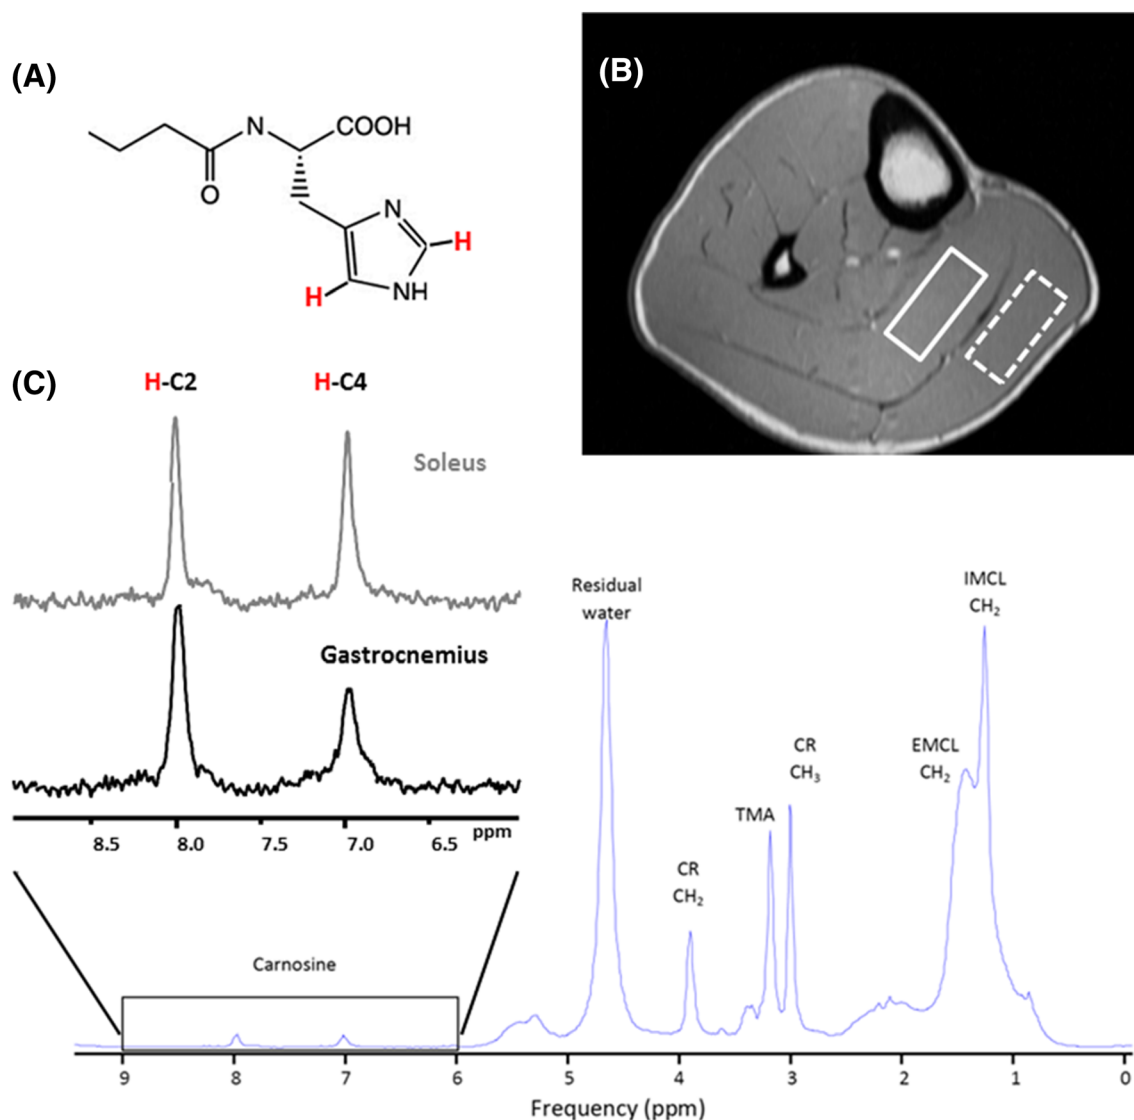 (A)
N
COOH
O
N
H
H
NH
(B)
(C)
H-C2
H-C4
Soleus
Gastrocnemius
8.5 8.0 7.5 7.0 6.5 ppm
Residual
water
IMCL
CH₂
CR
CH₃
EMCL
CH₂
TMA
CR
CH₂
Carnosine
9 8 7 6 5 4 3 2 1 0
Frequency (ppm)